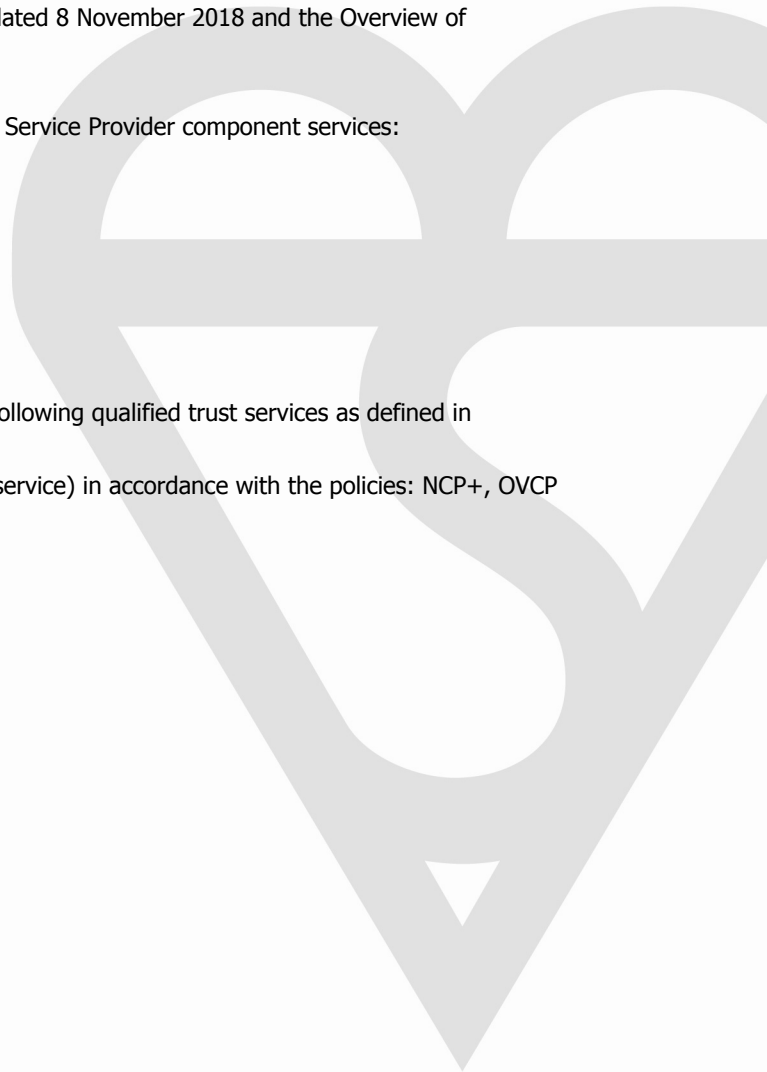 dated 8 November 2018 and the Overview of
Service Provider component services:
ollowing qualified trust services as defined in
service) in accordance with the policies: NCP+, OVCP